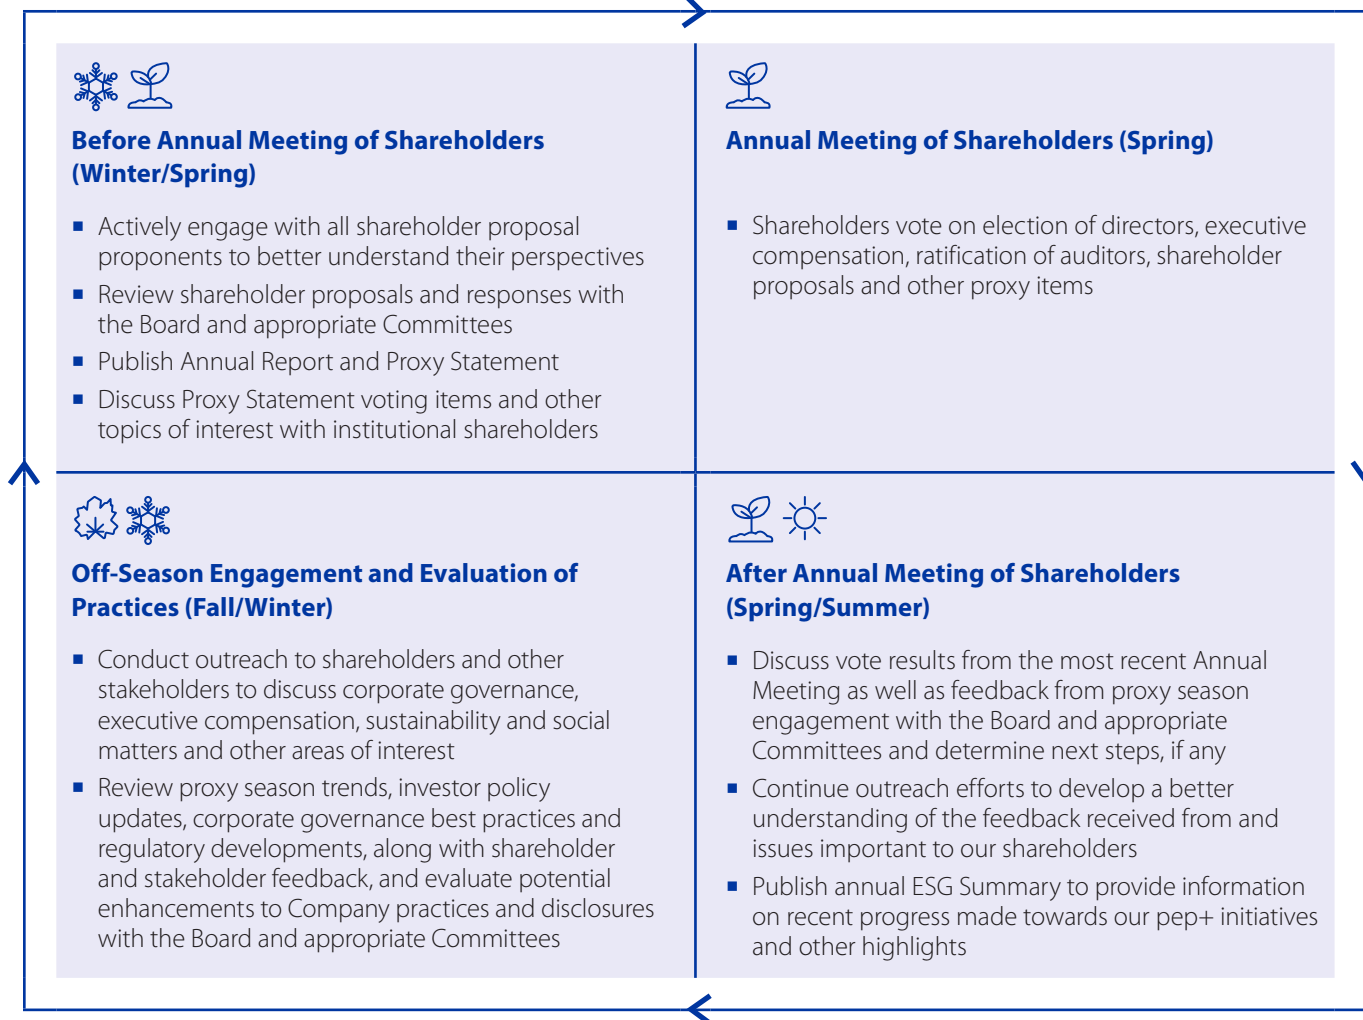 Before Annual Meeting of Shareholders
(Winter/Spring)
▪ Actively engage with all shareholder proposal
proponents to better understand their perspectives
▪ Review shareholder proposals and responses with
the Board and appropriate Committees
▪ Publish Annual Report and Proxy Statement
▪ Discuss Proxy Statement voting items and other
topics of interest with institutional shareholders
Annual Meeting of Shareholders (Spring)
▪ Shareholders vote on election of directors, executive
compensation, ratification of auditors, shareholder
proposals and other proxy items
Off-Season Engagement and Evaluation of
Practices (Fall/Winter)
▪ Conduct outreach to shareholders and other
stakeholders to discuss corporate governance,
executive compensation, sustainability and social
matters and other areas of interest
▪ Review proxy season trends, investor policy
updates, corporate governance best practices and
regulatory developments, along with shareholder
and stakeholder feedback, and evaluate potential
enhancements to Company practices and disclosures
with the Board and appropriate Committees
After Annual Meeting of Shareholders
(Spring/Summer)
▪ Discuss vote results from the most recent Annual
Meeting as well as feedback from proxy season
engagement with the Board and appropriate
Committees and determine next steps, if any
▪ Continue outreach efforts to develop a better
understanding of the feedback received from and
issues important to our shareholders
▪ Publish annual ESG Summary to provide information
on recent progress made towards our pep+ initiatives
and other highlights